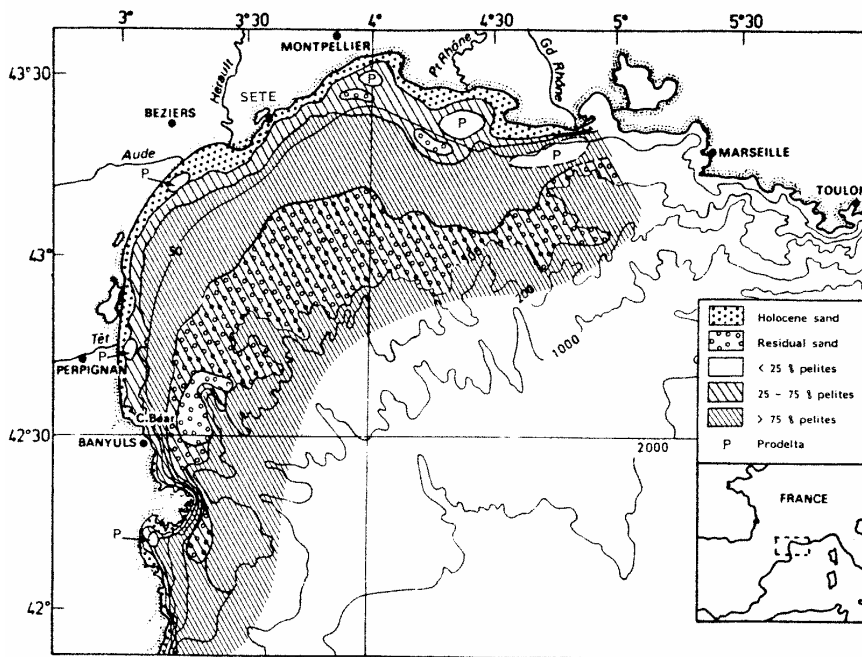 3° 3°30 4° 4°30 5° 5°30
MONTPELLIER
43°30
Hérault
Pt Rhône
Gd Rhône
P
SETE
BEZIERS
P
Aude
P
P
MARSEILLE
TOULON
43°
50
100
200
1000
Têt
P
PERPIGNAN
C. Béar
42°30
BANYULS
2000
P
42°
Holocene sand
Residual sand
< 25 % pelites
25 - 75 % pelites
> 75 % pelites
P Prodelta
FRANCE